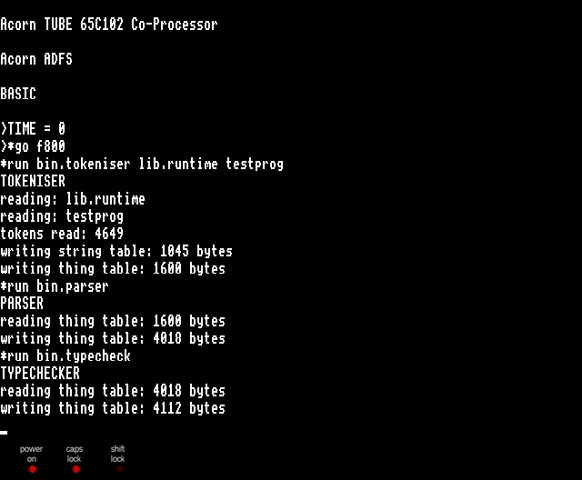 Acorn TUBE 65C102 Co-Processor
Acorn ADFS
BASIC
>TIME = 0
>*go f800
*run bin.tokeniser lib.runtime testprog
TOKENISER
reading: lib.runtime
reading: testprog
tokens read: 4649
writing string table: 1045 bytes
writing thing table: 1600 bytes
*run bin.parser
PARSER
reading thing table: 1600 bytes
writing thing table: 4018 bytes
*run bin.typecheck
TYPECHECKER
reading thing table: 4018 bytes
writing thing table: 4112 bytes
power on
caps lock
shift lock